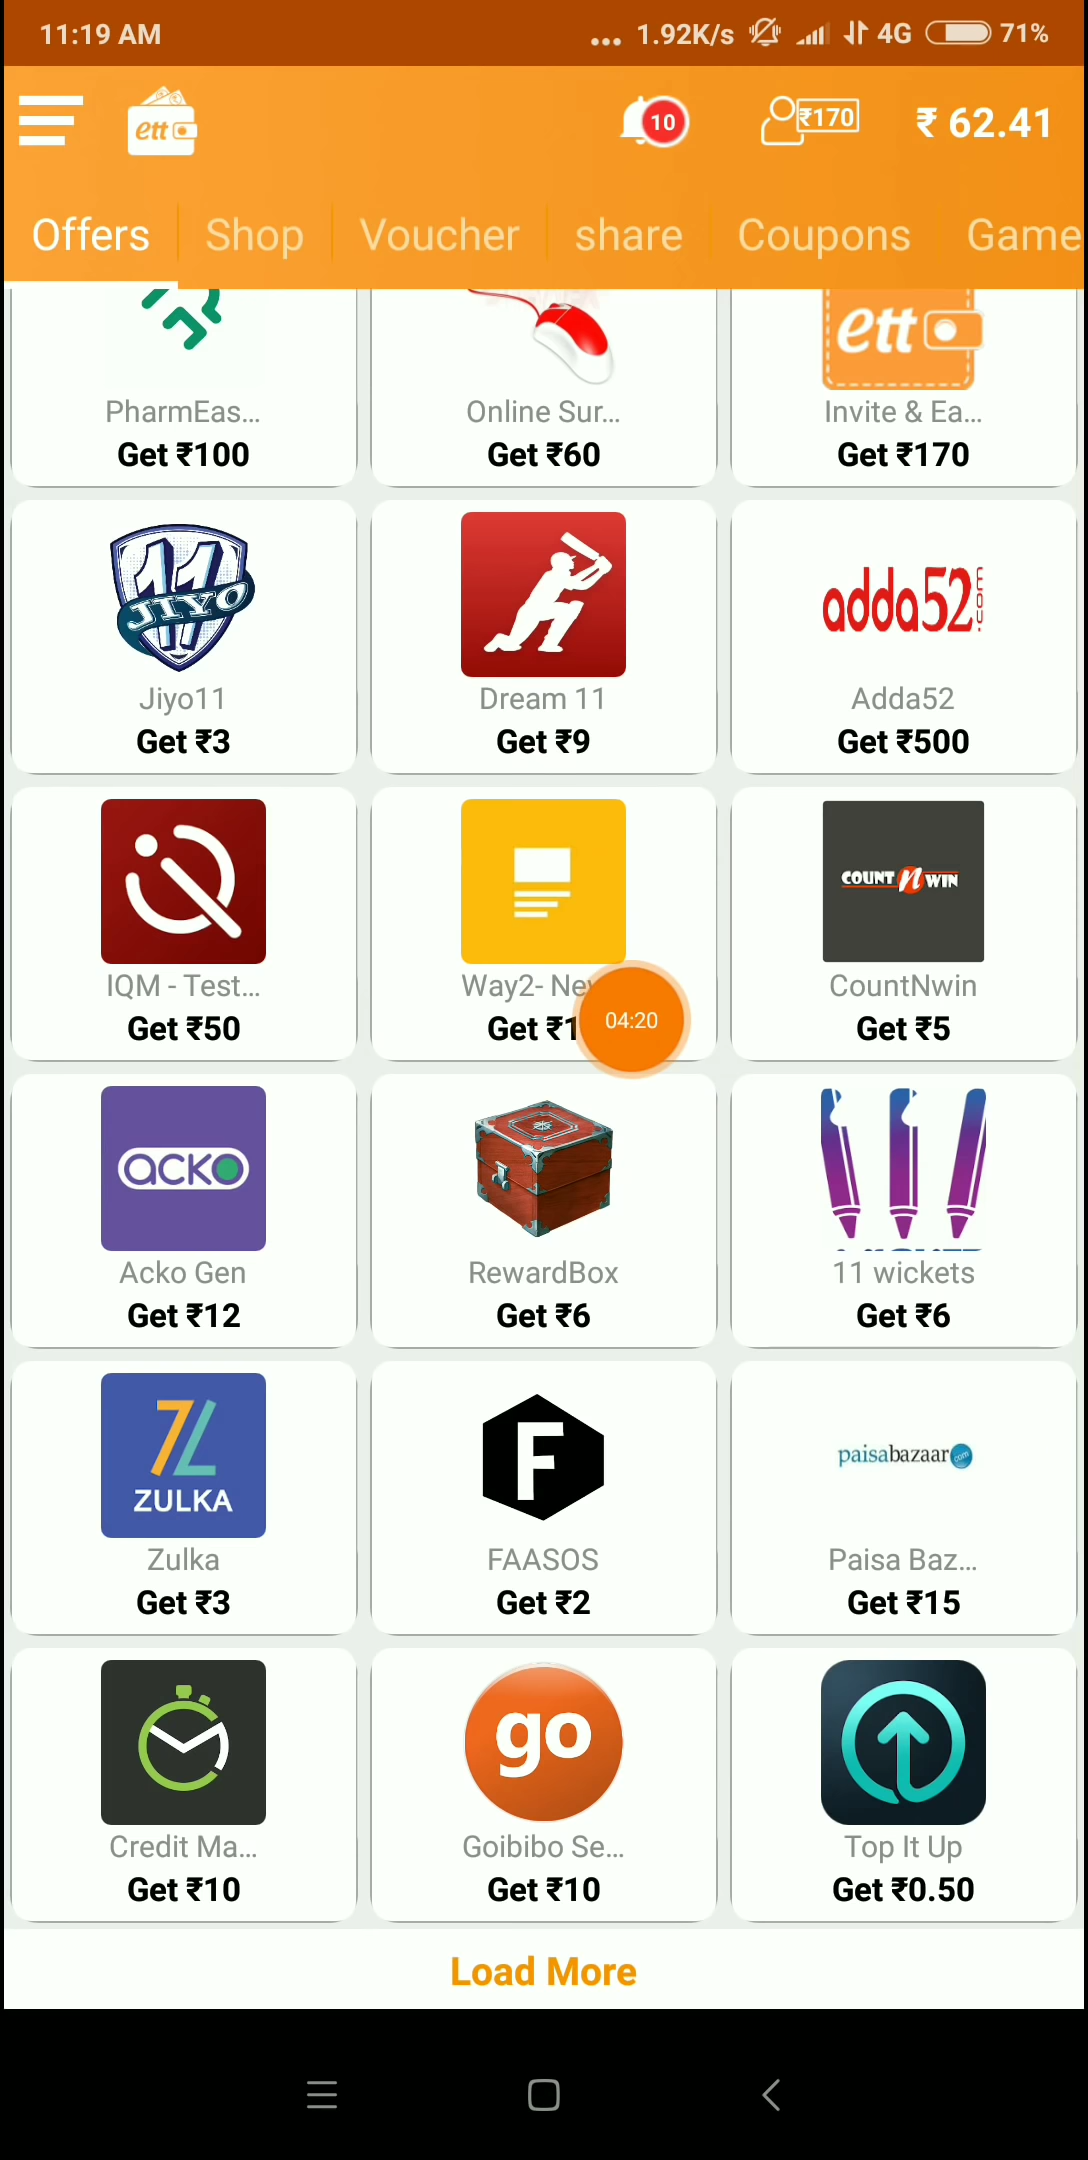 11:19 AM ... 1.92K/s 4G 71%
ett 10 ₹170 ₹ 62.41
Offers Shop Voucher share Coupons Game
ett
PharmEas... Online Sur... Invite & Ea...
Get ₹100 Get ₹60 Get ₹170
11 JIYO adda52.com
Jiyo11 Dream 11 Adda52
Get ₹3 Get ₹9 Get ₹500
COUNT n WIN
IQM - Test... Way2- CountNwin
Get ₹50 Get Get ₹5
04:20
acko
Acko Gen RewardBox 11 wickets
Get ₹12 Get ₹6 Get ₹6
ZULKA F paisabazaar.com
Zulka FAASOS Paisa Baz...
Get ₹3 Get ₹2 Get ₹15
go
Credit Ma... Goibibo Se... Top It Up
Get ₹10 Get ₹10 Get ₹0.50
Load More